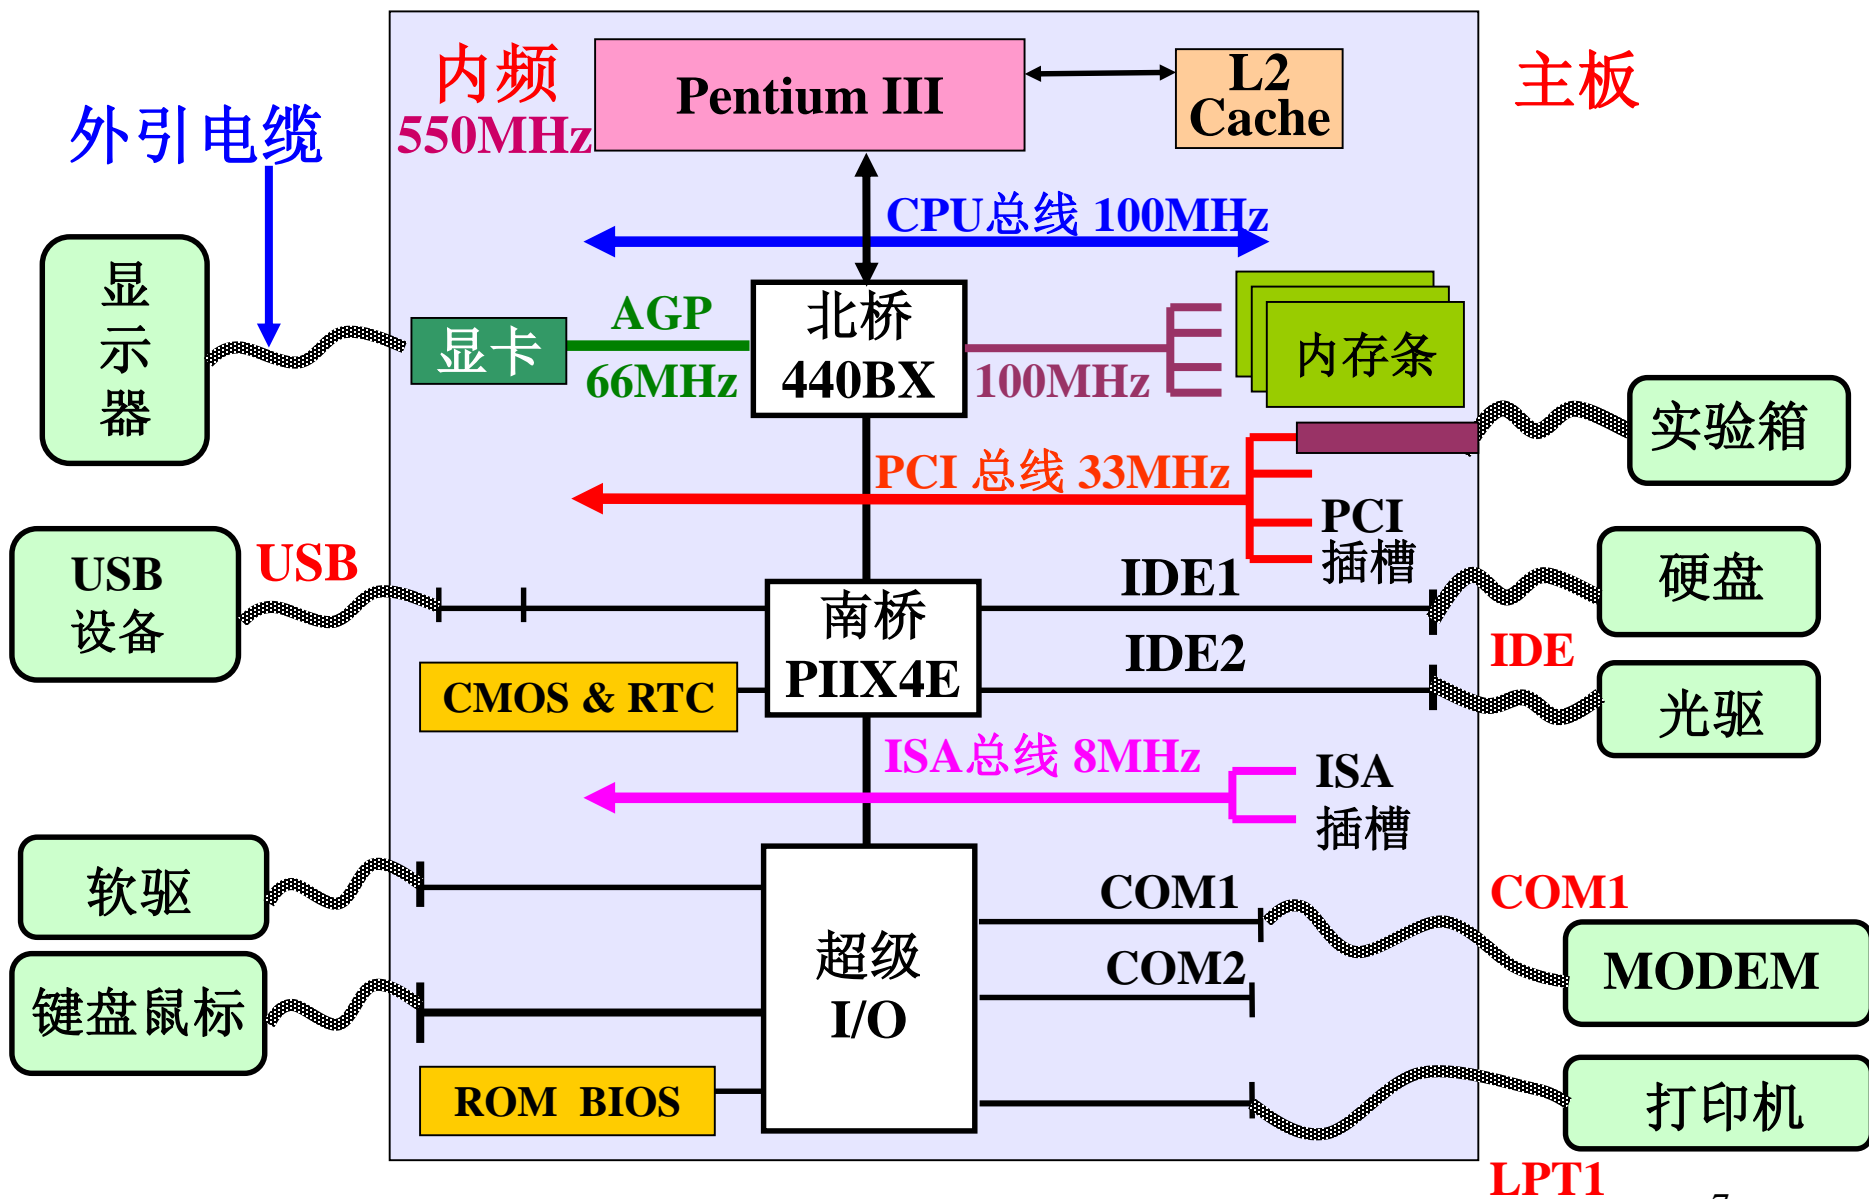 内频
550MHz
Pentium III
L2
Cache
主板
外引电缆
CPU总线 100MHz
显
示
器
显卡
AGP
66MHz
北桥
440BX
100MHz
内存条
实验箱
PCI 总线 33MHz
PCI
插槽
USB
设备
USB
南桥
PIIX4E
IDE1
IDE2
硬盘
IDE
光驱
CMOS & RTC
ISA总线 8MHz
ISA
插槽
软驱
键盘鼠标
超级
I/O
COM1
COM2
COM1
MODEM
ROM BIOS
打印机
LPT1